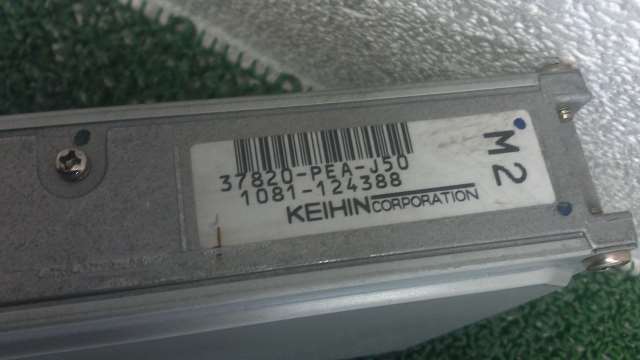 37820-PEA-J50
1081-124388
KEIHIN CORPORATION
M2